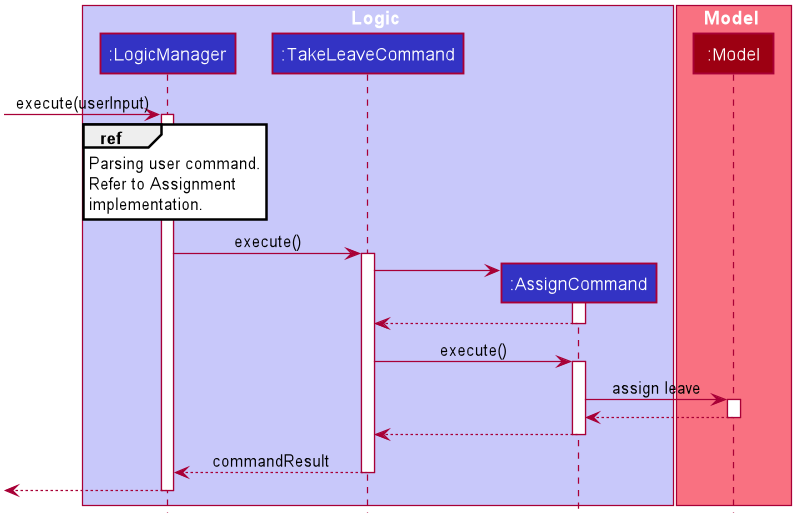 Logic
Model
:LogicManager
:TakeLeaveCommand
:Model
execute(userInput)
ref
Parsing user command.
Refer to Assignment
implementation.
execute()
:AssignCommand
execute()
assign leave
commandResult